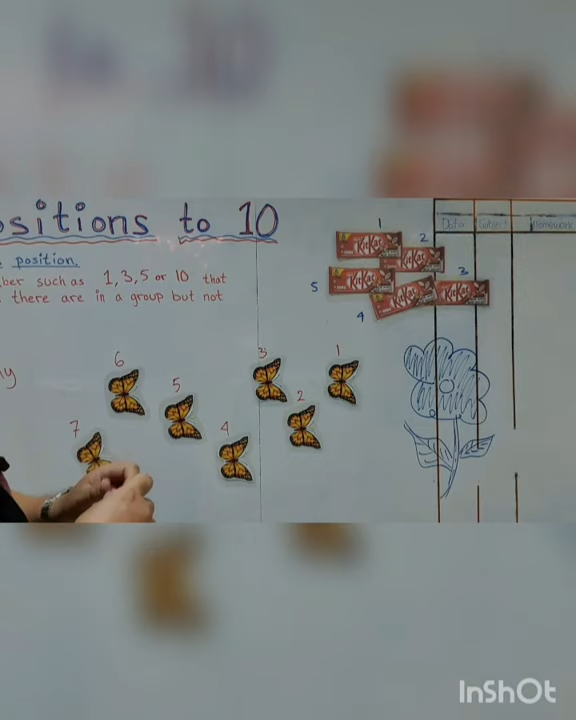 ositions to 10
position.
ber such as 1, 3, 5 or 10 that
there are in a group but not
y
1
2
3
4
5
KitKat
KitKat
KitKat
KitKat
KitKat
Homework
1
2
3
4
5
6
7
InShOt